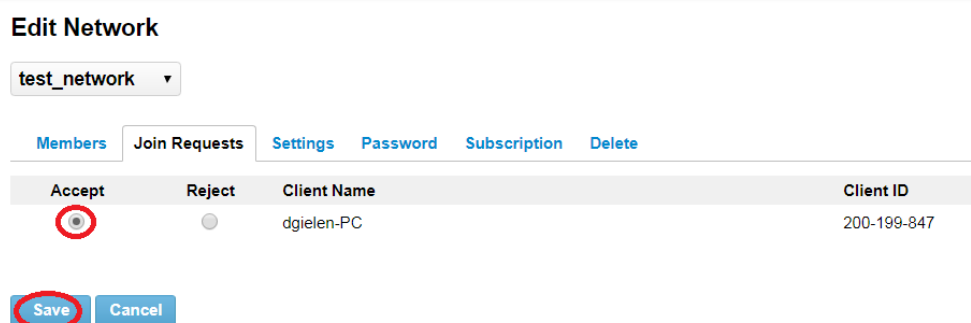 Edit Network
test_network
Members Join Requests Settings Password Subscription Delete
Accept Reject Client Name Client ID
dgielen-PC 200-199-847
Save Cancel